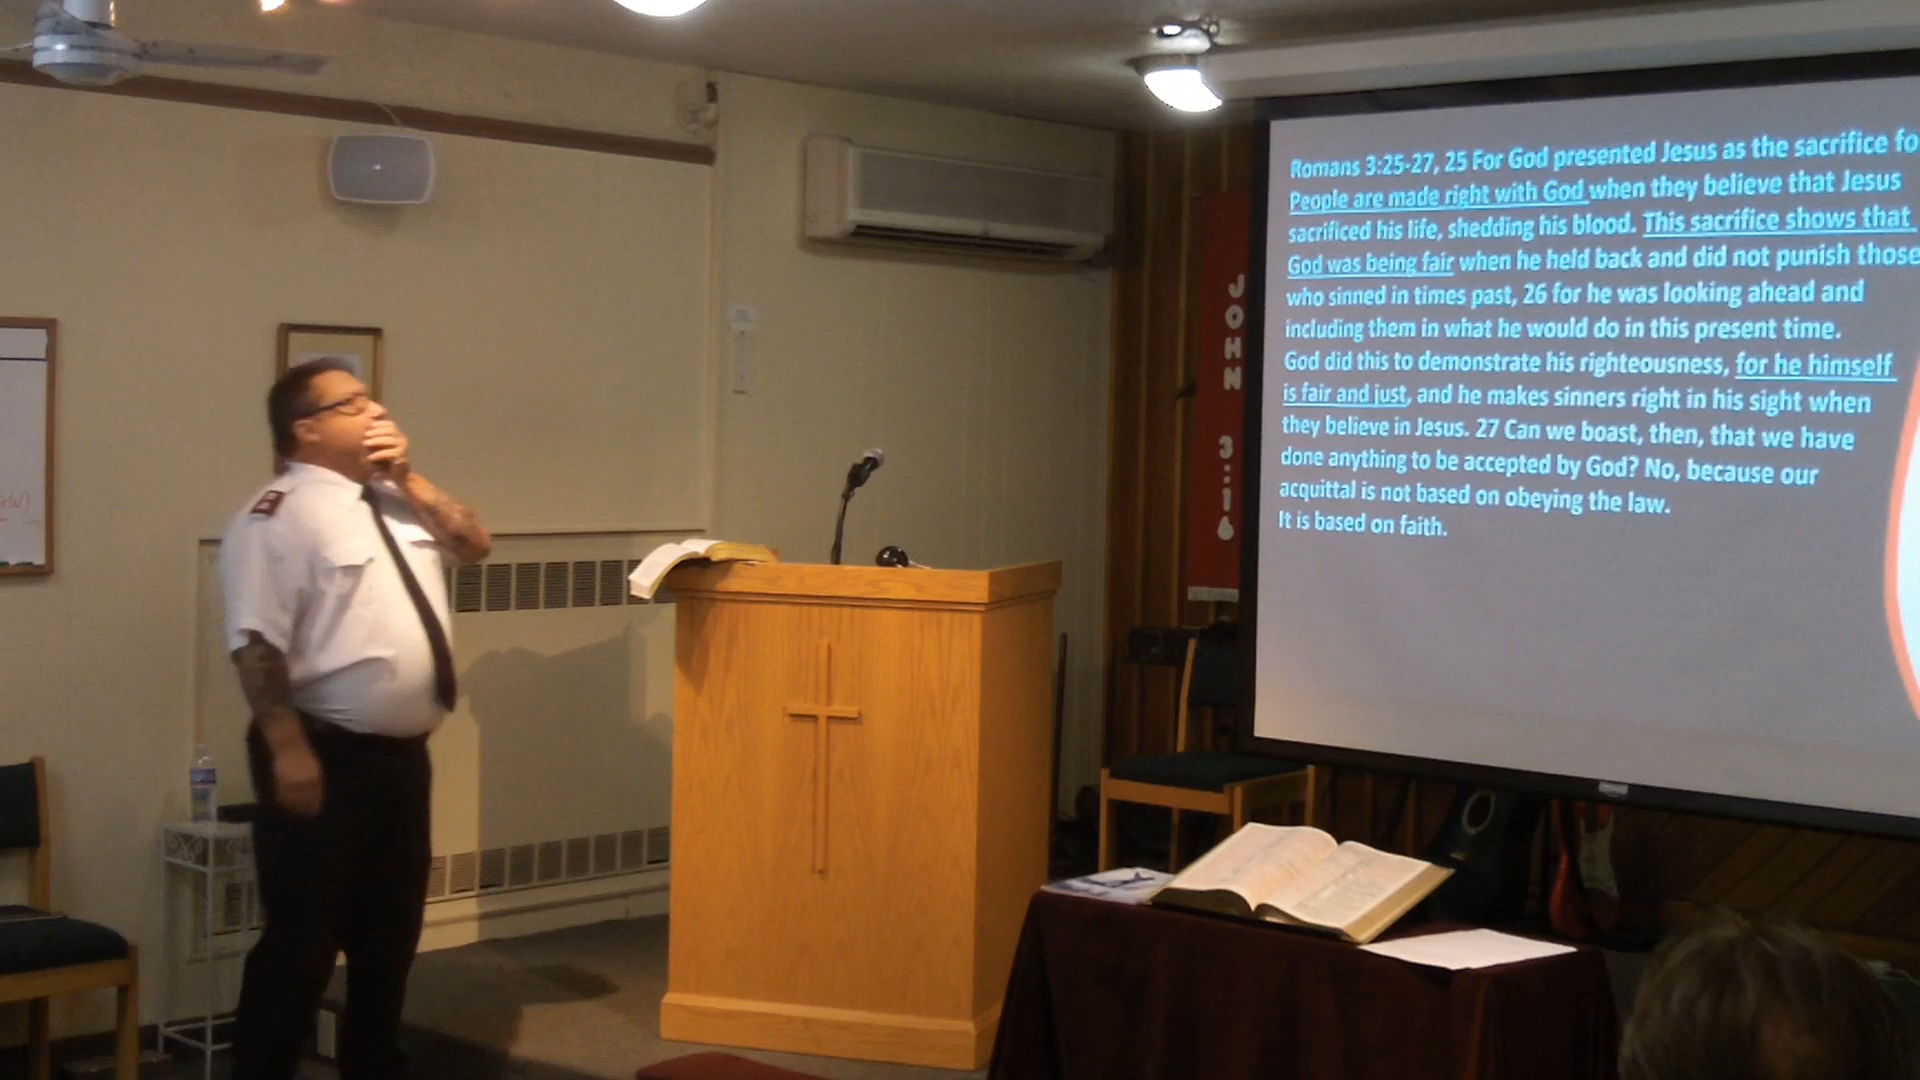 Romans 3:25-27, 25 For God presented Jesus as the sacrifice fo
People are made right with God when they believe that Jesus
sacrificed his life, shedding his blood. This sacrifice shows that
God was being fair when he held back and did not punish those
who sinned in times past, 26 for he was looking ahead and
including them in what he would do in this present time.
God did this to demonstrate his righteousness, for he himself
is fair and just, and he makes sinners right in his sight when
they believe in Jesus. 27 Can we boast, then, that we have
done anything to be accepted by God? No, because our
acquittal is not based on obeying the law.
It is based on faith.
JOHN
3:16